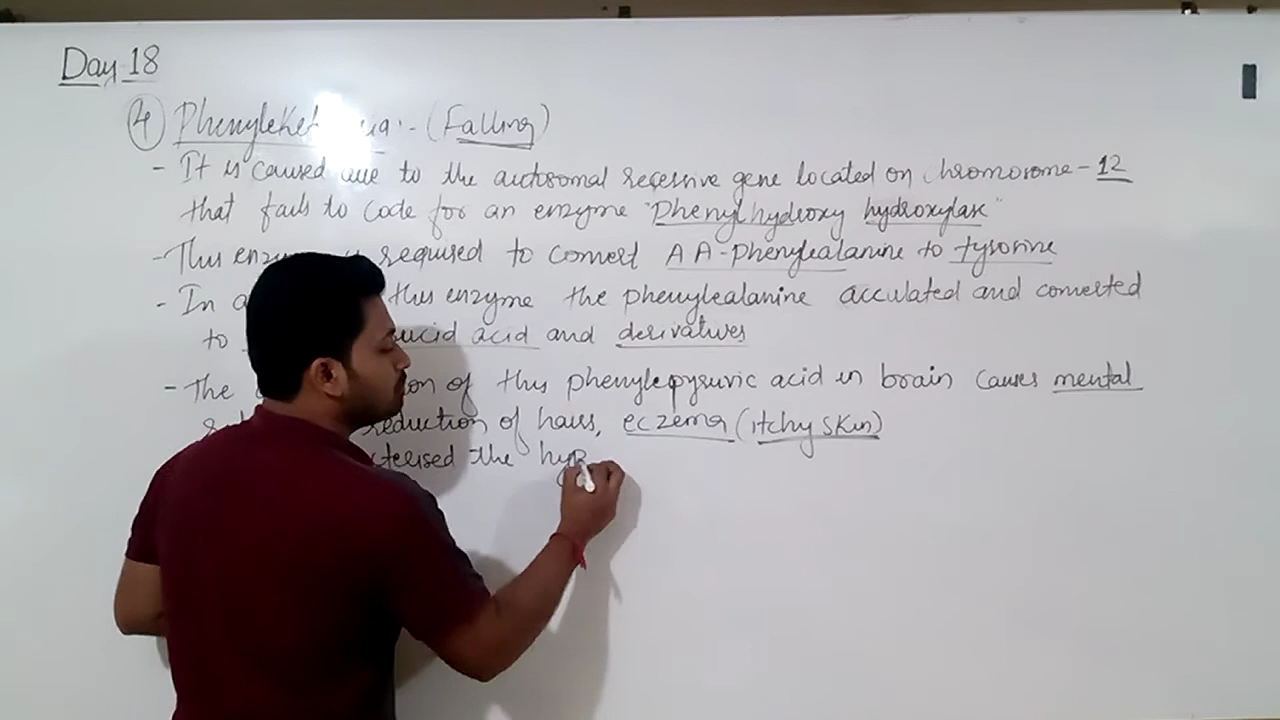 Day-18
④ (Falling)
- It is caused due to the autosomal recessive gene located on chromosome - 12
that fails to code for an enzyme "Phenylhydroxy hydroxylase"
- This is required to convert AA-Phenylealanine to tyrosine
- In this enzyme the phenylealanine acculated and converted
to acid and derivatives
- The of this phenylepyruvic acid in brain causes mental
reduction of hairs, eczema (itchy skin)
the hyp